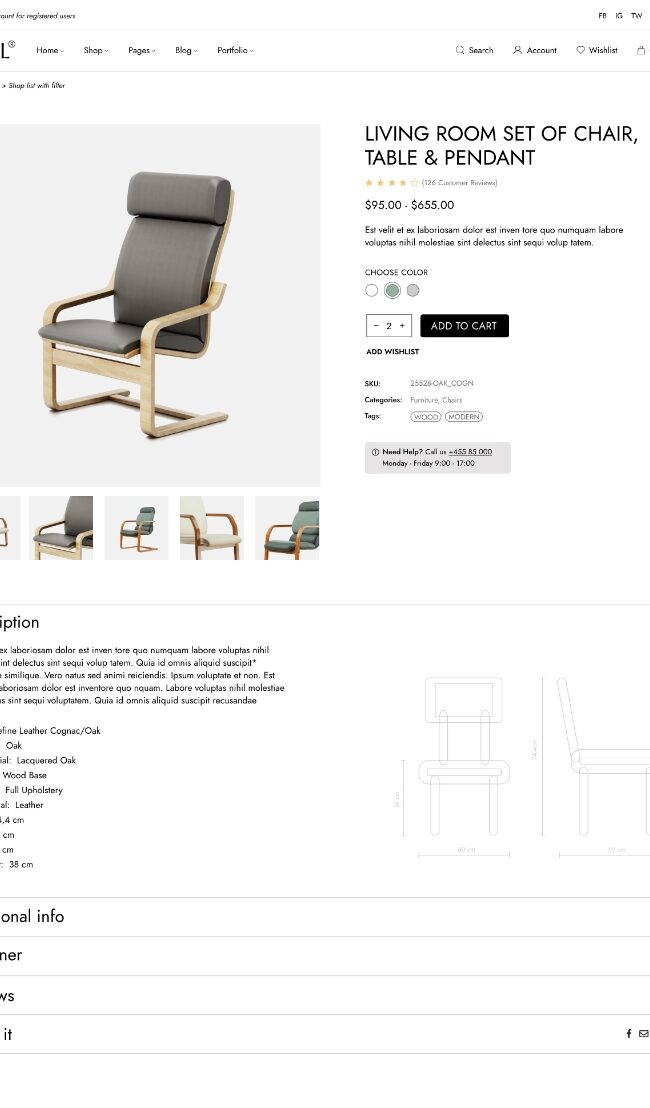 count for registered users
FB IG TW
L®
Home Shop Pages Blog Portfolio
Search Account Wishlist
> Shop list with filter
LIVING ROOM SET OF CHAIR,
TABLE & PENDANT
(126 Customer Reviews)
$95.00 - $655.00
Est velit et ex laboriosam dolor est inven tore quo numquam labore
voluptas nihil molestiae sint delectus sint sequi volup tatem.
CHOOSE COLOR
− 2 +
ADD TO CART
ADD WISHLIST
SKU: 25528-OAK_COGN
Categories: Furniture, Chairs
Tags: WOOD MODERN
Need Help? Call us +455 85 000
Monday - Friday 9:00 - 17:00
iption
ex laboriosam dolor est inven tore quo numquam labore voluptas nihil
int delectus sint sequi volup tatem. Quia id omnis aliquid suscipit*
e similique. Vero natus sed animi reiciendis. Ipsum voluptate et non. Est
aboriosam dolor est inventore quo nquam. Labore voluptas nihil molestiae
us sint sequi voluptatem. Quia id omnis aliquid suscipit recusandae
efine Leather Cognac/Oak
Oak
ial: Lacquered Oak
Wood Base
Full Upholstery
al: Leather
4,4 cm
cm
cm
: 38 cm
38 cm
60 cm
74,4cm
69 cm
onal info
ner
ws
it